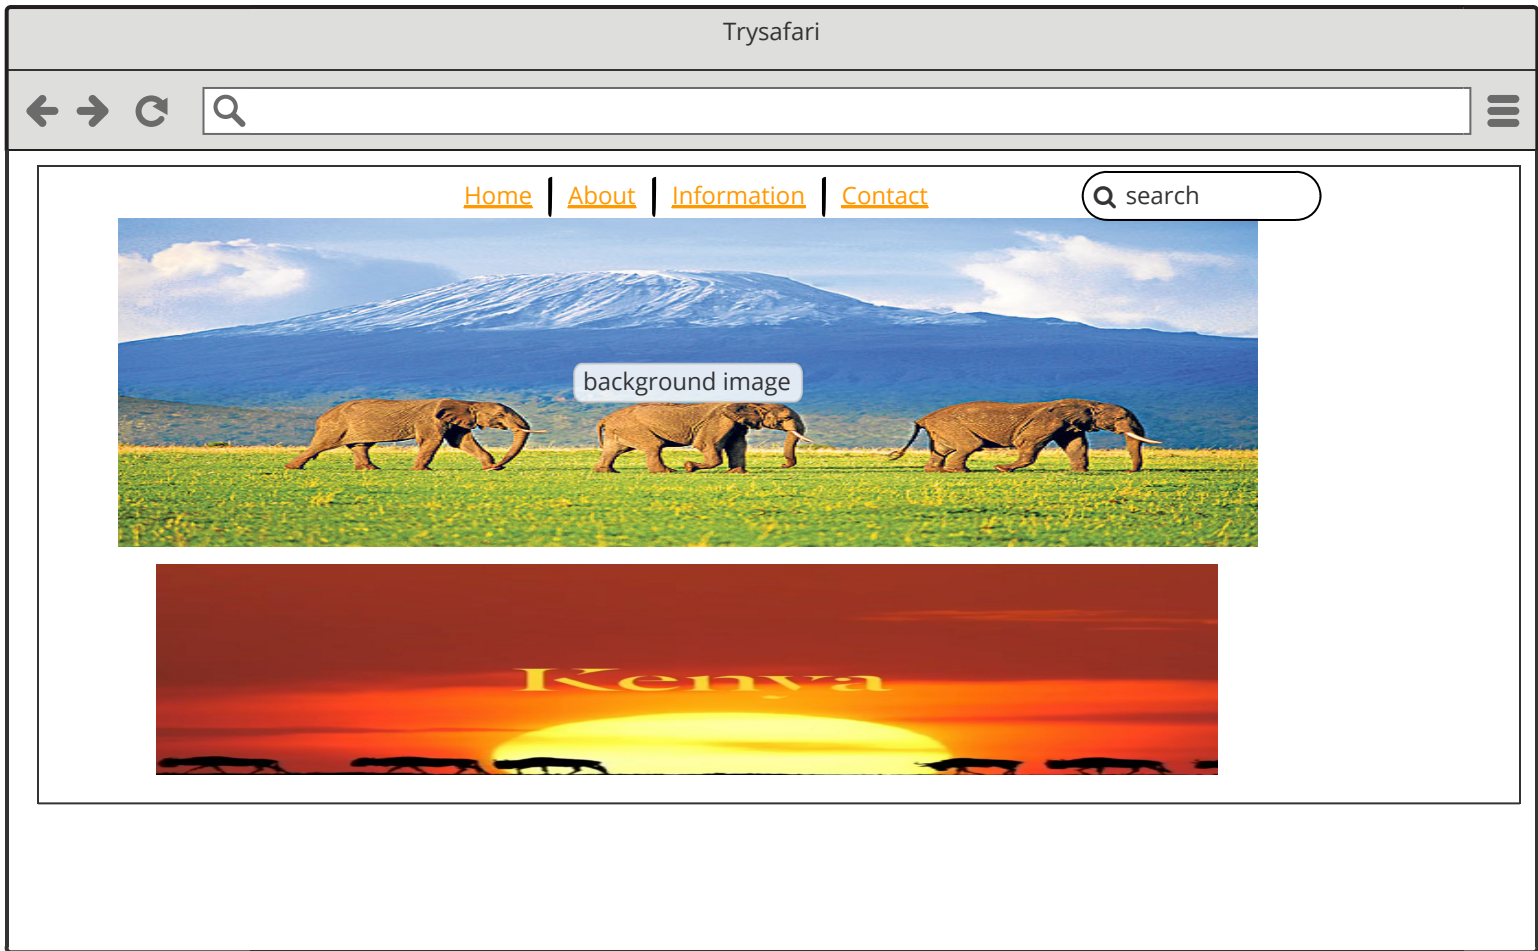 Trysafari
Home About Information Contact search
background image
Kenya